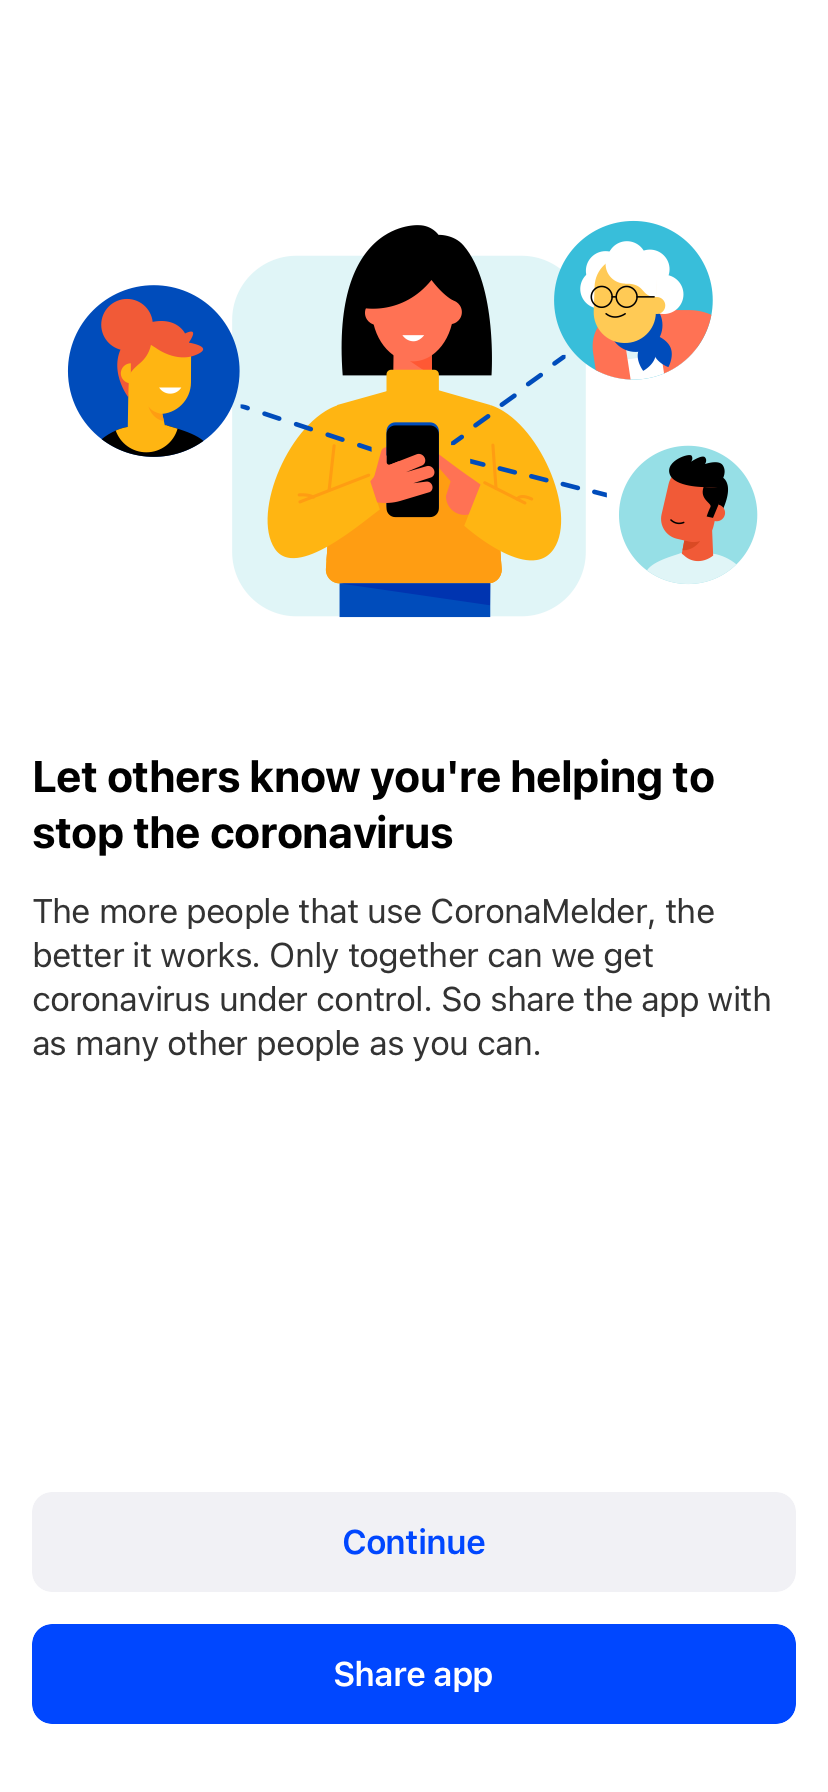 Let others know you're helping to
stop the coronavirus
The more people that use CoronaMelder, the
better it works. Only together can we get
coronavirus under control. So share the app with
as many other people as you can.
Continue
Share app